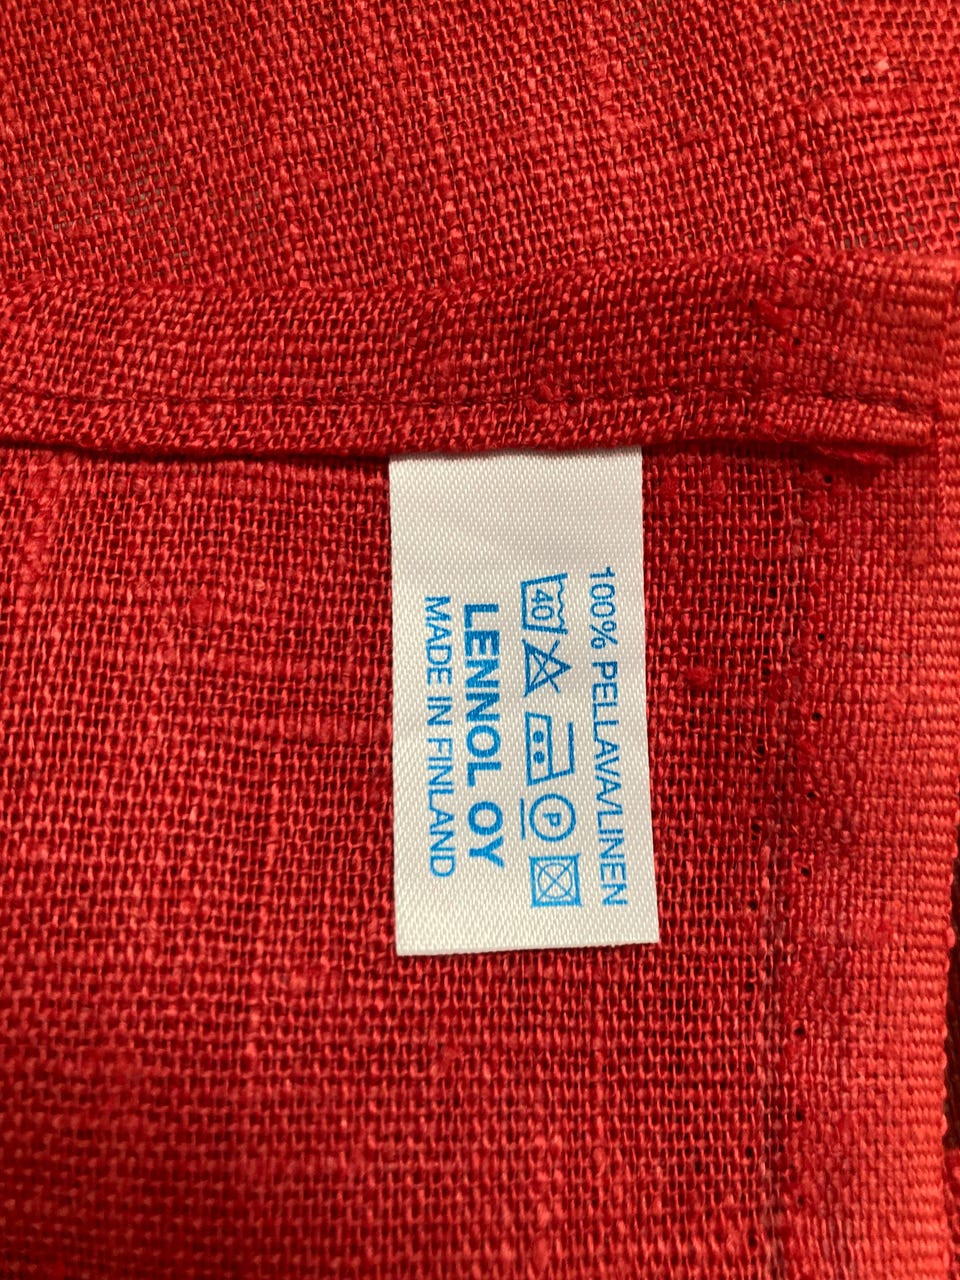 100% PELLAVA/LINEN
40 P
LENNOL OY
MADE IN FINLAND